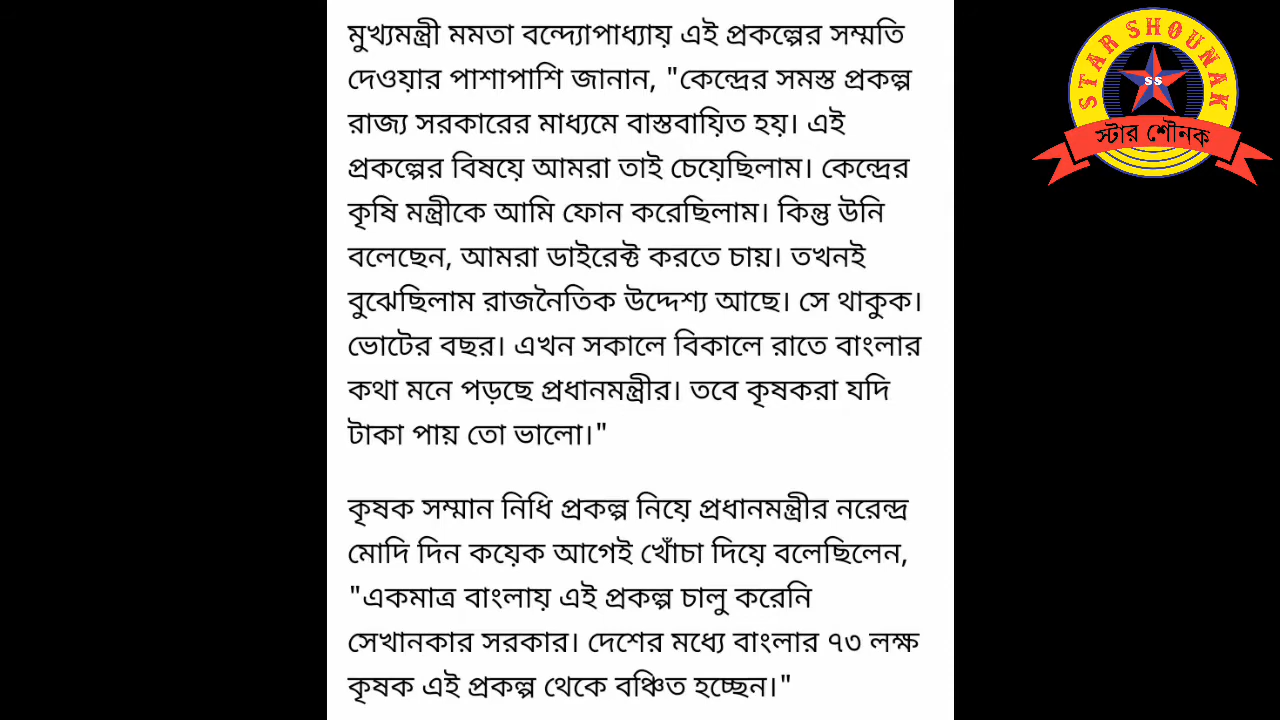 মুখ্যমন্ত্রী মমতা বন্দ্যোপাধ্যায় এই প্রকল্পের সম্মতি
দেওয়ার পাশাপাশি জানান, "কেন্দ্রের সমস্ত প্রকল্প
রাজ্য সরকারের মাধ্যমে বাস্তবায়িত হয়। এই
প্রকল্পের বিষয়ে আমরা তাই চেয়েছিলাম। কেন্দ্রের
কৃষি মন্ত্রীকে আমি ফোন করেছিলাম। কিন্তু উনি
বলেছেন, আমরা ডাইরেক্ট করতে চায়। তখনই
বুঝেছিলাম রাজনৈতিক উদ্দেশ্য আছে। সে থাকুক।
ভোটের বছর। এখন সকালে বিকালে রাতে বাংলার
কথা মনে পড়ছে প্রধানমন্ত্রীর। তবে কৃষকরা যদি
টাকা পায় তো ভালো।"
কৃষক সম্মান নিধি প্রকল্প নিয়ে প্রধানমন্ত্রীর নরেন্দ্র
মোদি দিন কয়েক আগেই খোঁচা দিয়ে বলেছিলেন,
"একমাত্র বাংলায় এই প্রকল্প চালু করেনি
সেখানকার সরকার। দেশের মধ্যে বাংলার ৭৩ লক্ষ
কৃষক এই প্রকল্প থেকে বঞ্চিত হচ্ছেন।"
STAR SHOUNAK
SS
স্টার শৌনক